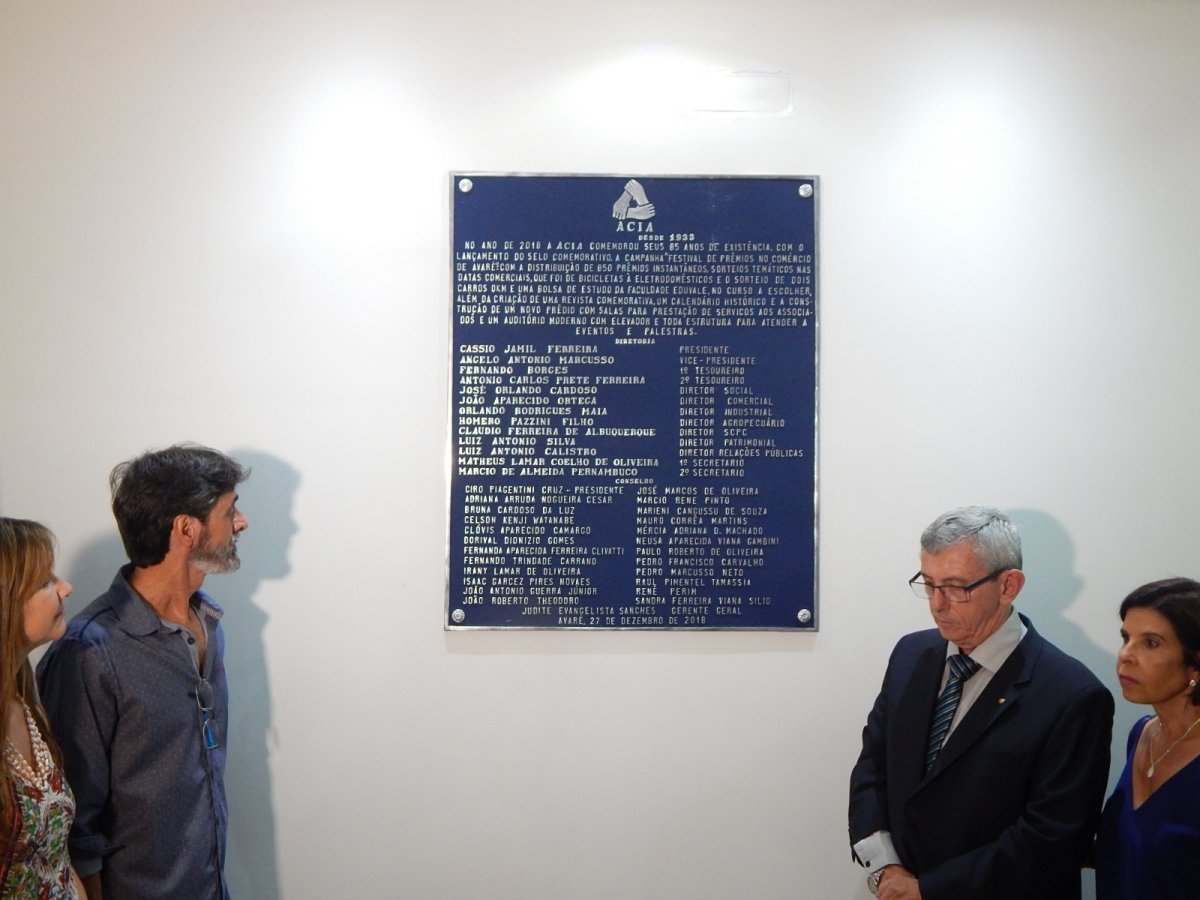 ACIA
DESDE 1933
NO ANO DE 2018 A ACIA COMEMOROU SEUS 85 ANOS DE EXISTÊNCIA, COM O
LANÇAMENTO DO SELO COMEMORATIVO, A CAMPANHA "FESTIVAL DE PRÊMIOS NO COMÉRCIO
DE AVARÉ" COM A DISTRIBUIÇÃO DE 850 PRÊMIOS INSTANTÂNEOS, SORTEIOS TEMÁTICOS NAS
DATAS COMERCIAIS, QUE FOI DE BICICLETAS À ELETRODOMÉSTICOS E O SORTEIO DE DOIS
CARROS 0KM E UMA BOLSA DE ESTUDO DA FACULDADE EDUVALE, NO CURSO A ESCOLHER,
ALÉM DA CRIAÇÃO DE UMA REVISTA COMEMORATIVA, UM CALENDÁRIO HISTÓRICO E A CONS-
TRUÇÃO DE UM NOVO PRÉDIO COM SALAS PARA PRESTAÇÃO DE SERVICOS AOS ASSOCIA-
DOS E UM AUDITÓRIO MODERNO COM ELEVADOR E TODA ESTRUTURA PARA ATENDER A
EVENTOS E PALESTRAS.
DIRETORIA
CASSIO JAMIL FERREIRA PRESIDENTE
ANGELO ANTONIO MARCUSSO VICE-PRESIDENTE
FERNANDO BORGES 1º TESOUREIRO
ANTONIO CARLOS PRETE FERREIRA 2º TESOUREIRO
JOSÉ ORLANDO CARDOSO DIRETOR SOCIAL
JOÃO APARECIDO ORTEGA DIRETOR COMERCIAL
ORLANDO RODRIGUES MAIA DIRETOR INDUSTRIAL
HOMERO PAZZINI FILHO DIRETOR AGROPECUÁRIO
CLAUDIO FERREIRA DE ALBUQUERQUE DIRETOR SCPC
LUIZ ANTONIO SILVA DIRETOR PATRIMONIAL
LUIZ ANTONIO CALISTRO DIRETOR RELAÇÕES PÚBLICAS
MATHEUS LAMAR COELHO DE OLIVEIRA 1º SECRETARIO
MARCIO DE ALMEIDA PERNAMBUCO 2º SECRETARIO
CONSELHO
CIRO PIAGENTINI CRUZ - PRESIDENTE JOSÉ MARCOS DE OLIVEIRA
ADRIANA ARRUDA NOGUEIRA CESAR MARCIO RENE PINTO
BRUNA CARDOSO DA LUZ MARIENI CANGUSSU DE SOUZA
CELSON KENJI WATANABE MAURO CORRÊA MARTINS
CLÓVIS APARECIDO CAMARGO MÉRCIA ADRIANA D. MACHADO
DORIVAL DIONIZIO GOMES NEUSA APARECIDA VIANA GAMBINI
FERNANDA APARECIDA FERREIRA CLIVATTI PAULO ROBERTO DE OLIVEIRA
FERNANDO TRINDADE CARRANO PEDRO FRANCISCO CARVALHO
IRANY LAMAR DE OLIVEIRA PEDRO MARCUSSO NETO
ISAAC GARCEZ PIRES NOVAES RAUL PIMENTEL TAMASSIA
JOÃO ANTONIO GUERRA JÚNIOR RENÊ PERIM
JOÃO ROBERTO THEODORO SANDRA FERREIRA VIANA SILIO
JUDITE EVANGELISTA SANCHES GERENTE GERAL
AVARÉ, 27 DE DEZEMBRO DE 2018